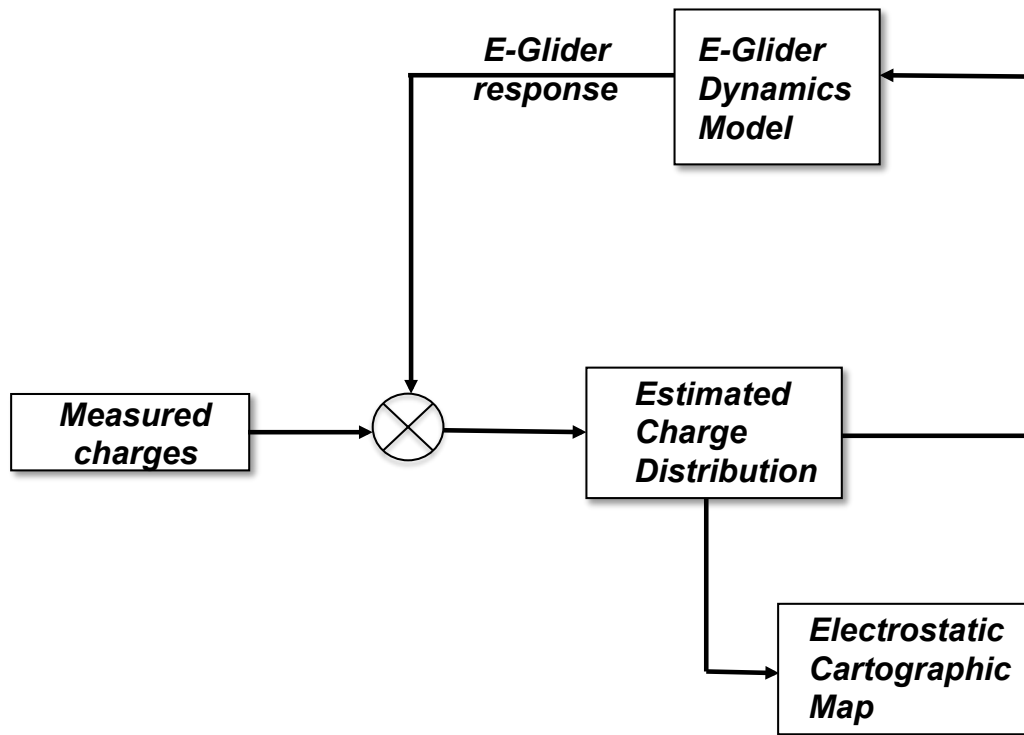 E-Glider
response
E-Glider
Dynamics
Model
Measured
charges
Estimated
Charge
Distribution
Electrostatic
Cartographic
Map